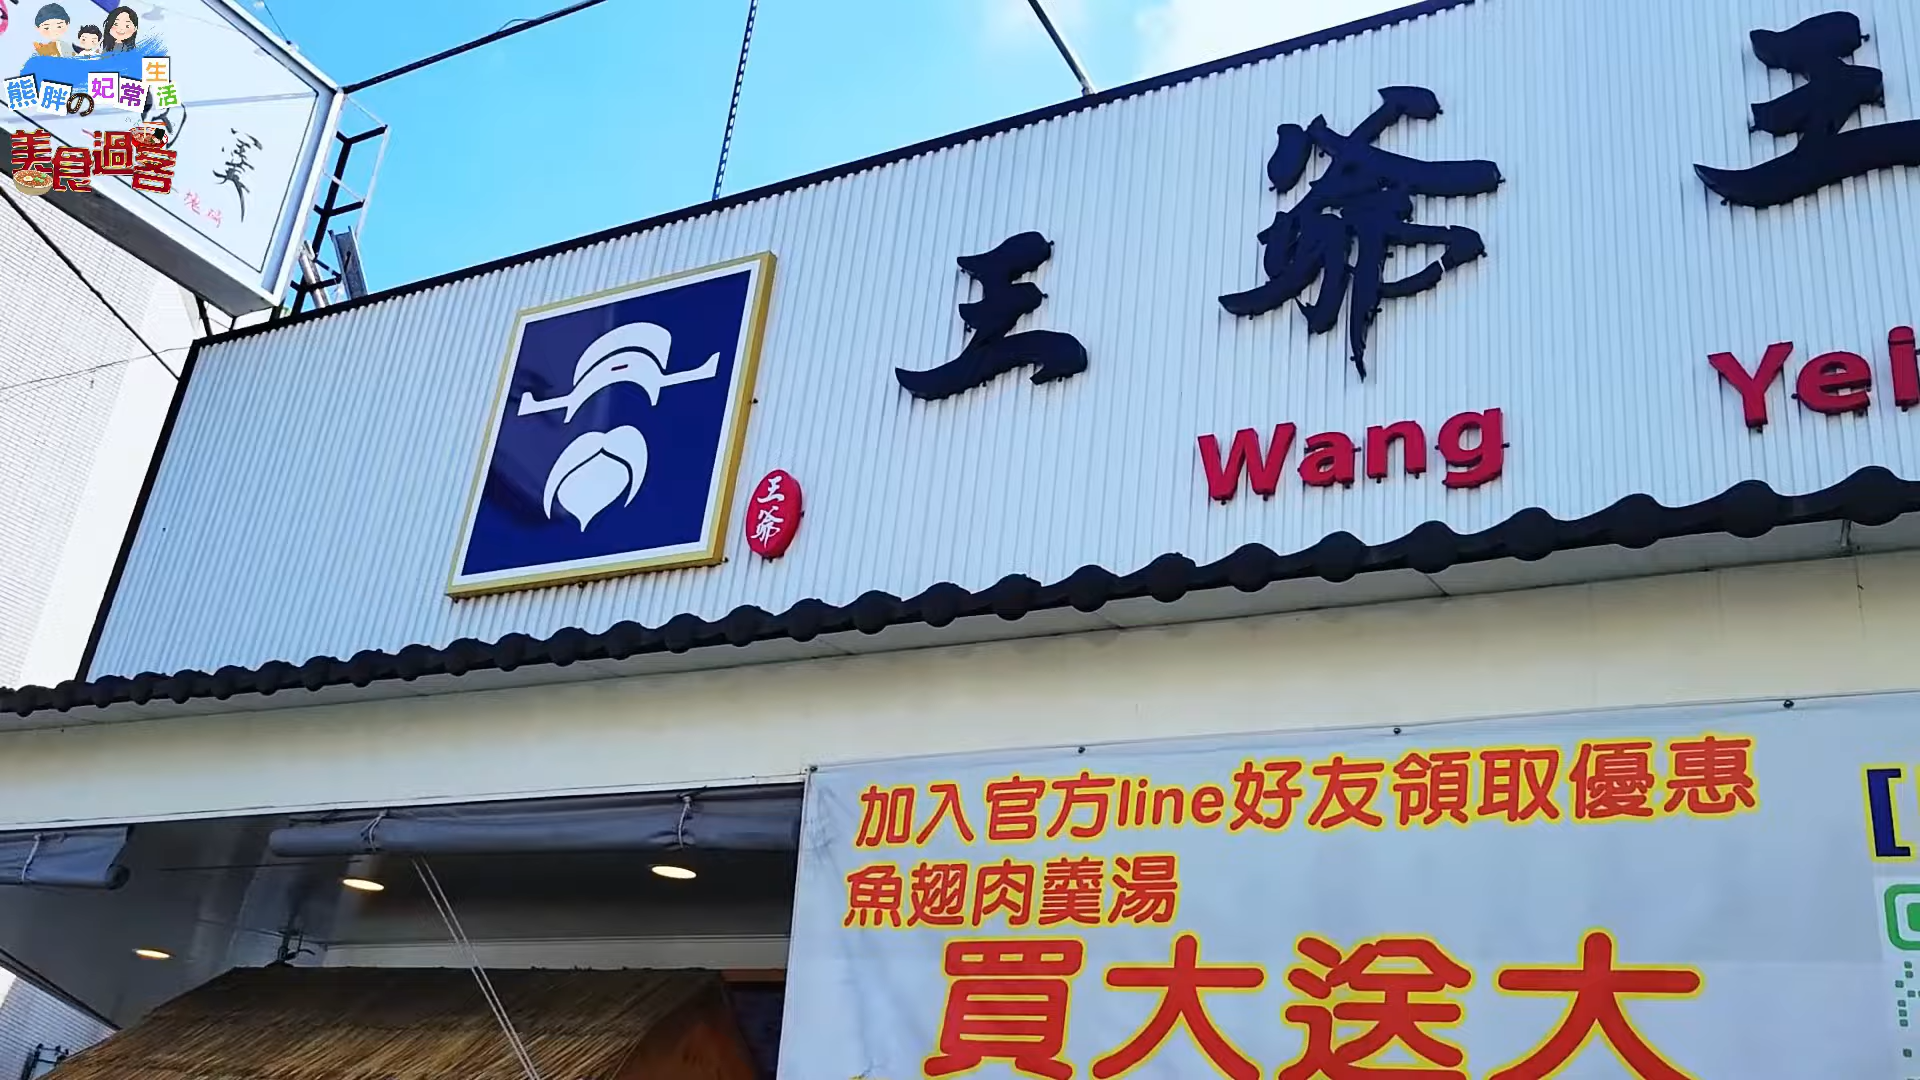 熊胖の妃常生活
美食過客
羹
王爺王
王爺
Wang Yei
加入官方line好友領取優惠
魚翅肉羹湯
買大送大
[